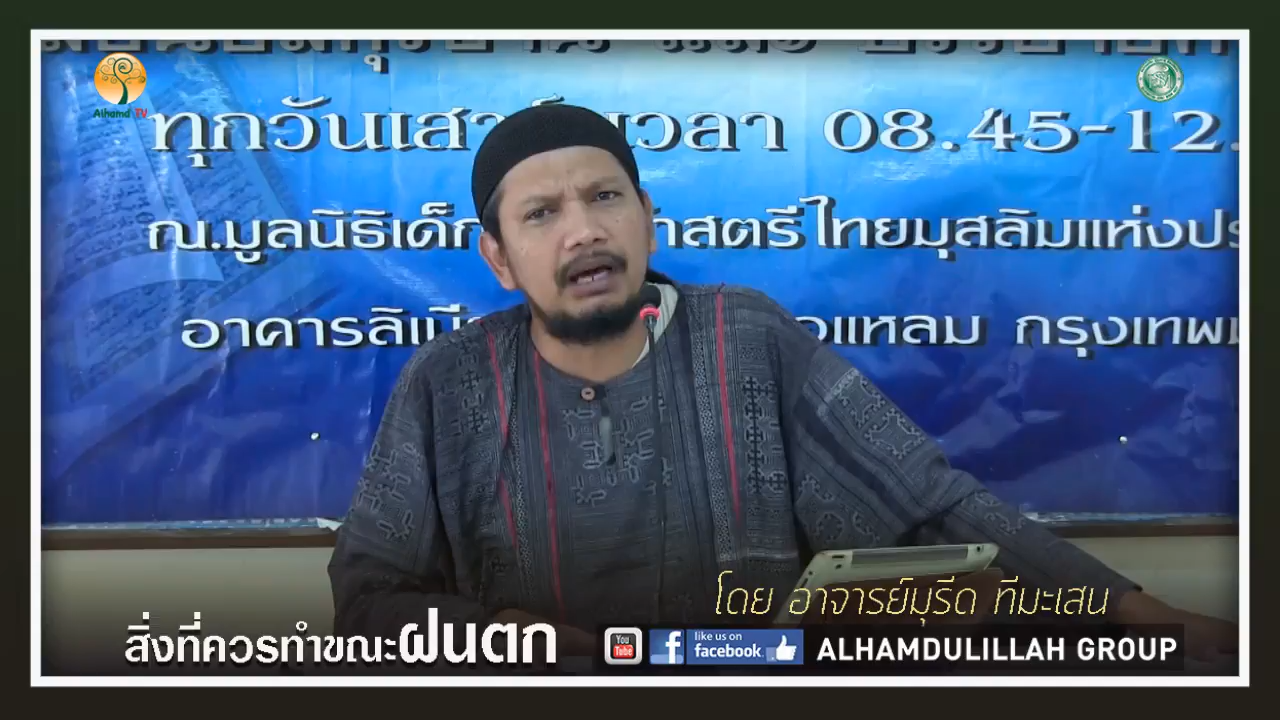 และ
Alhamd TV
ทุกวันเสาร์ เวลา 08.45-12.
ณ.มูลนิธิเด็ก สตรีไทยมุสลิมแห่งปร
แหลม กรุงเทพม
โดย อาจารย์มุรีด ทีมะเสน
สิ่งที่ควรทำขณะฝนตก
You Tube
like us on
facebook.
ALHAMDULILLAH GROUP